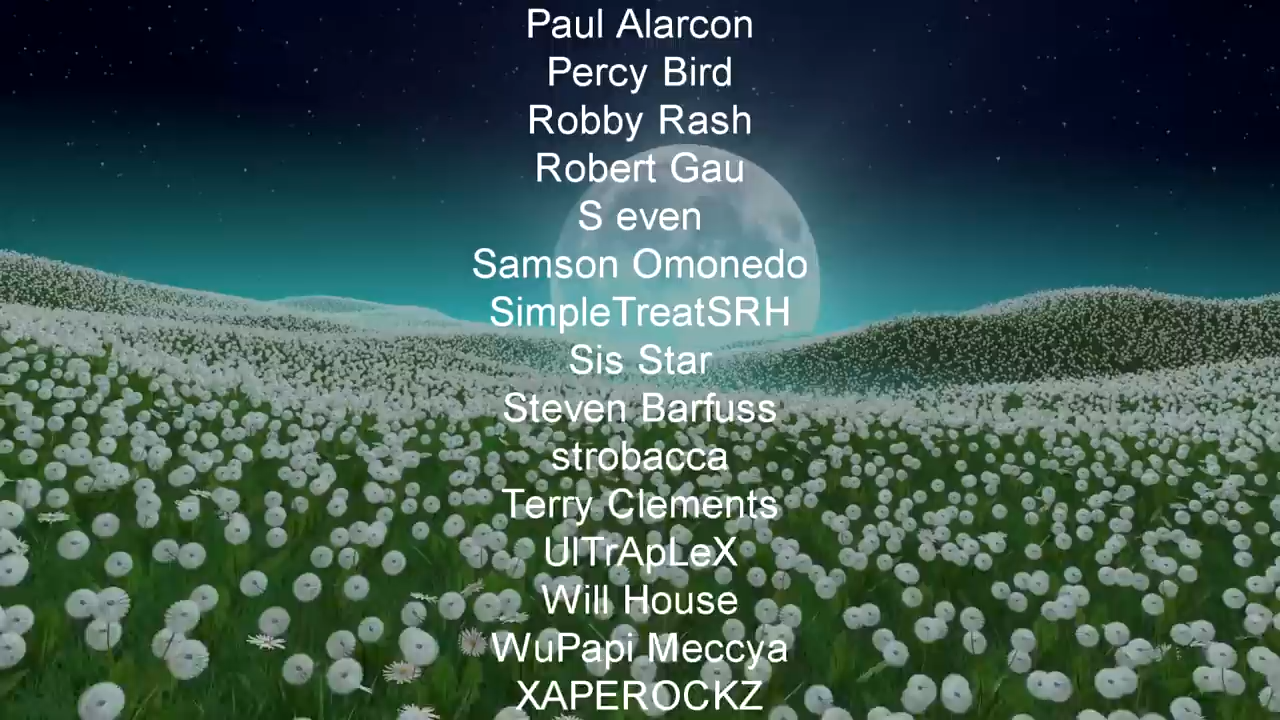 Paul Alarcon
Percy Bird
Robby Rash
Robert Gau
S even
Samson Omonedo
SimpleTreatSRH
Sis Star
Steven Barfuss
strobacca
Terry Clements
UlTrApLeX
Will House
WuPapi Meccya
XAPEROCKZ